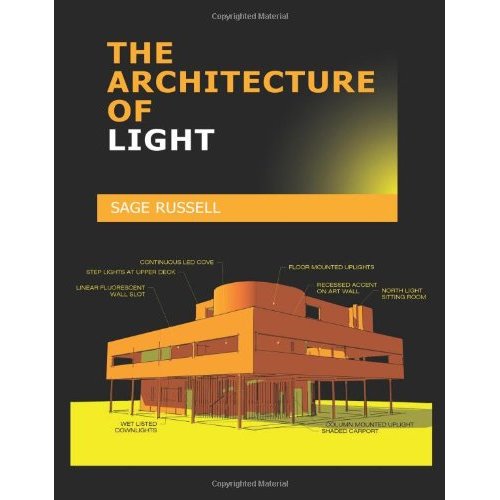 Copyrighted Material
THE
ARCHITECTURE
OF
LIGHT
SAGE RUSSELL
CONTINUOUS LED COVE
STEP LIGHTS AT UPPER DECK
LINEAR FLUORESCENT
WALL SLOT
FLOOR MOUNTED UPLIGHTS
RECESSED ACCENT
ON ART WALL
NORTH LIGHT
SITTING ROOM
WET LISTED
DOWNLIGHTS
COLUMN MOUNTED UPLIGHT
SHADED CARPORT
Copyrighted Material